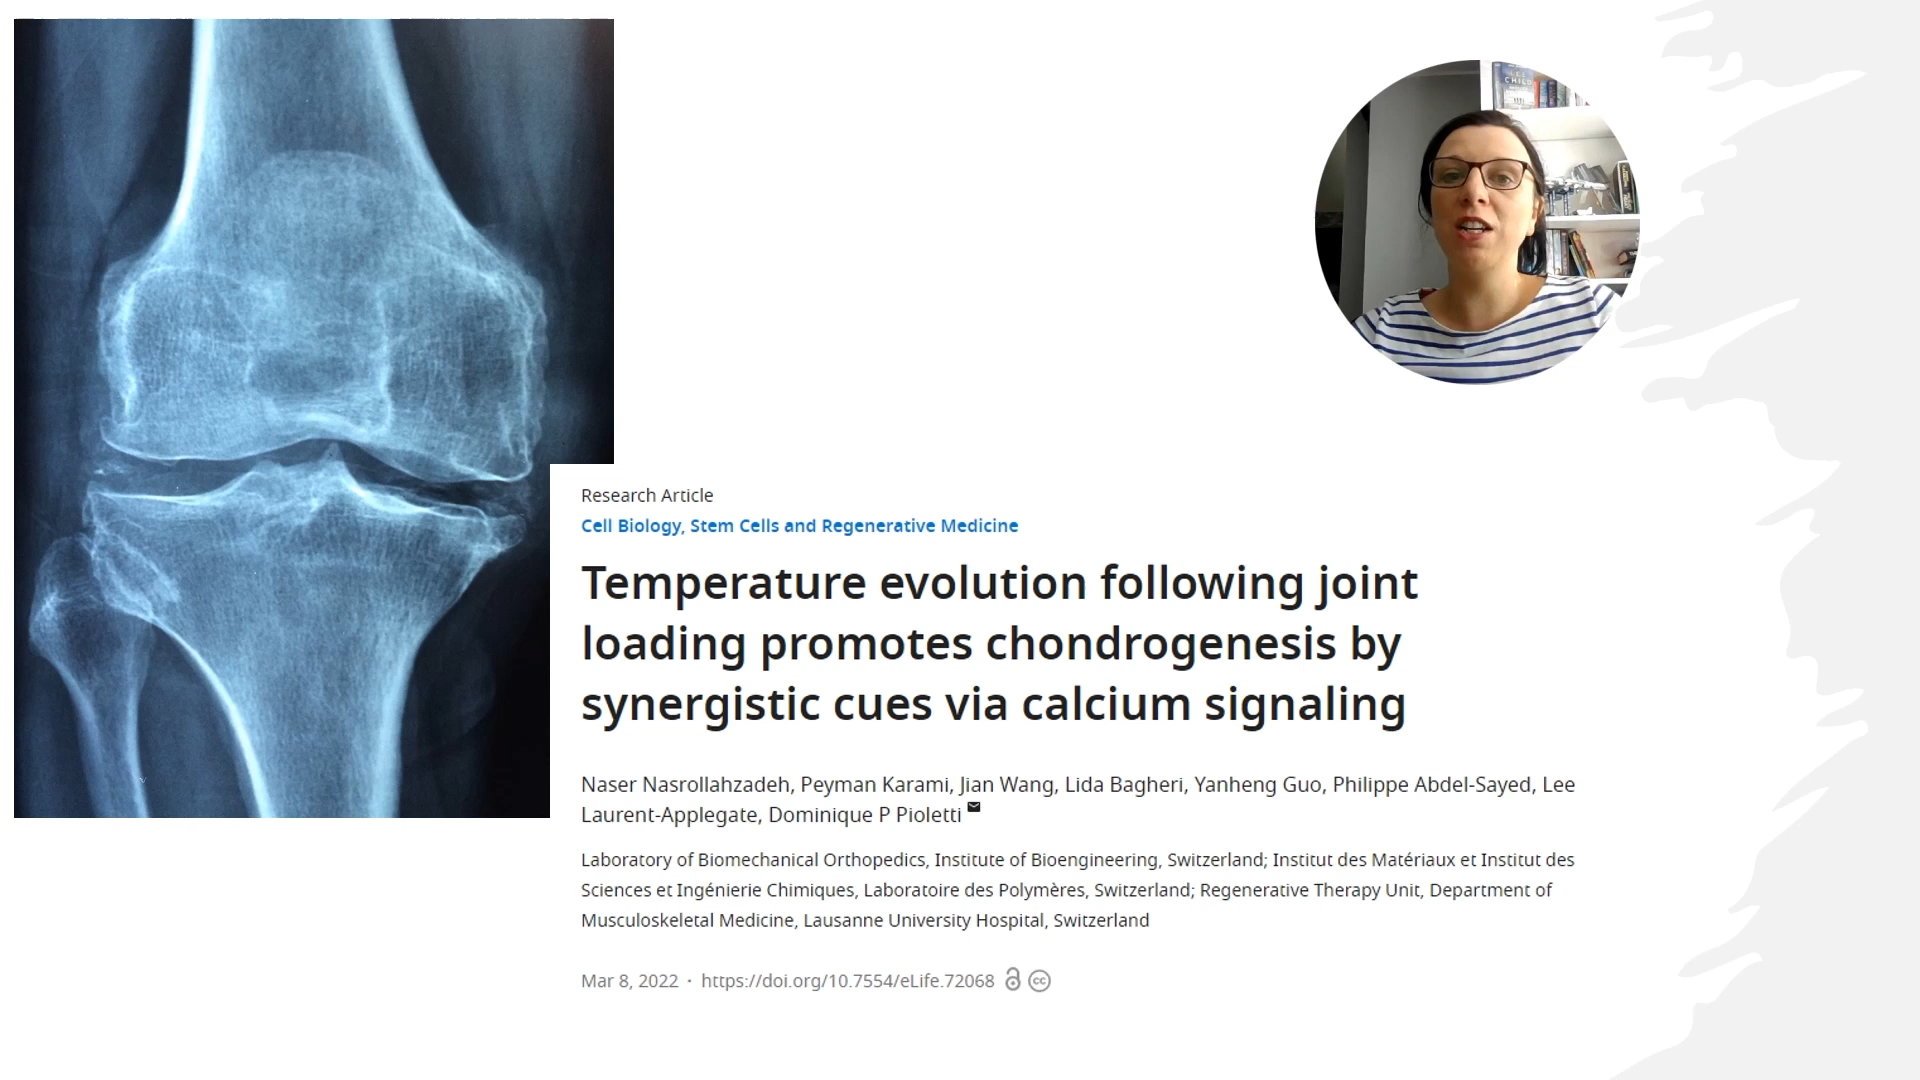 LEE
CHILD
Research Article
Cell Biology, Stem Cells and Regenerative Medicine
Temperature evolution following joint
loading promotes chondrogenesis by
synergistic cues via calcium signaling
Naser Nasrollahzadeh, Peyman Karami, Jian Wang, Lida Bagheri, Yanheng Guo, Philippe Abdel-Sayed, Lee
Laurent-Applegate, Dominique P Pioletti
Laboratory of Biomechanical Orthopedics, Institute of Bioengineering, Switzerland; Institut des Matériaux et Institut des
Sciences et Ingénierie Chimiques, Laboratoire des Polymères, Switzerland; Regenerative Therapy Unit, Department of
Musculoskeletal Medicine, Lausanne University Hospital, Switzerland
Mar 8, 2022 · https://doi.org/10.7554/eLife.72068
cc